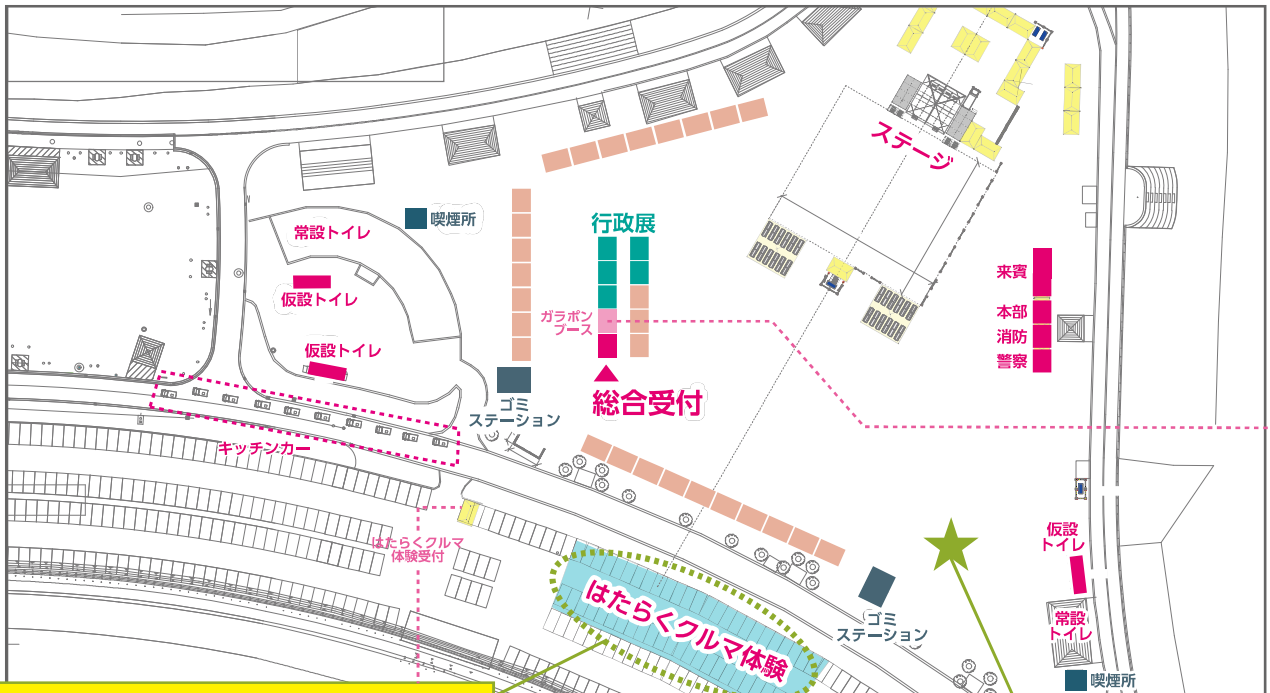 ステージ
喫煙所
行政展
常設トイレ
来賓
仮設トイレ
本部
ガラポン
ブース
消防
仮設トイレ
警察
総合受付
ゴミ
ステーション
キッチンカー
はたらくクルマ
体験受付
仮設
トイレ
はたらくクルマ体験
ゴミ
ステーション
常設
トイレ
喫煙所